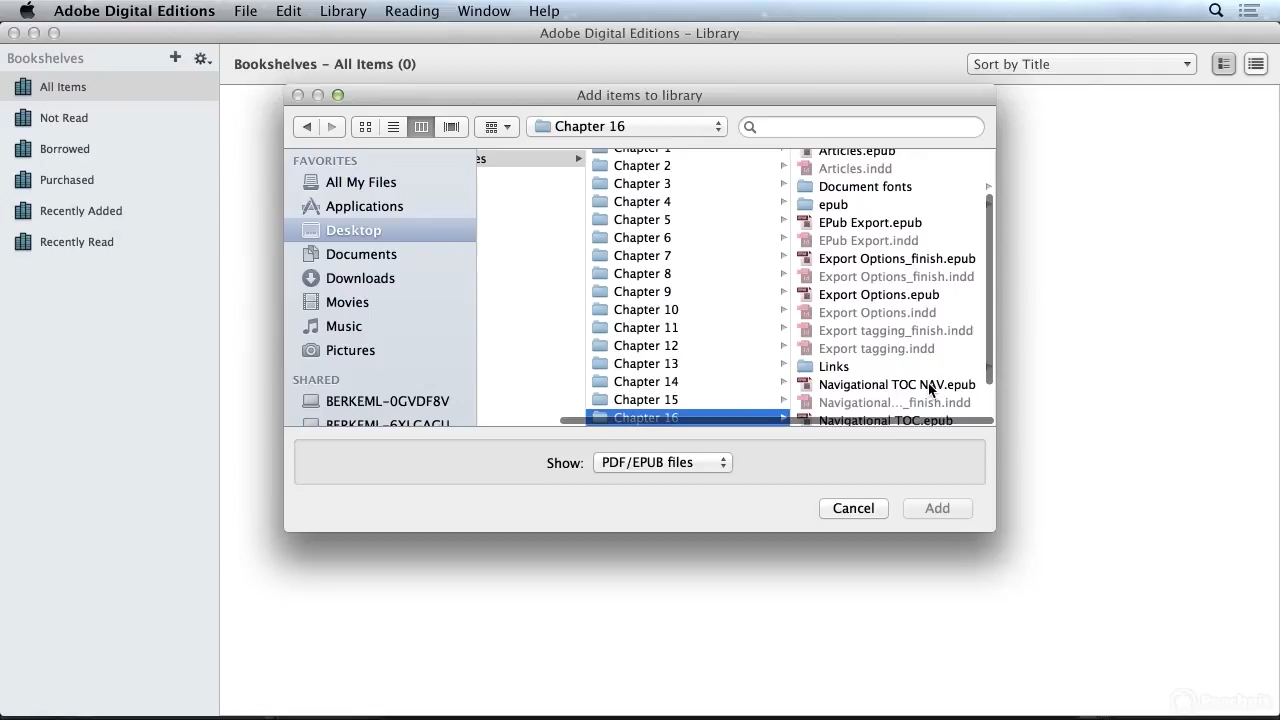 Adobe Digital Editions File Edit Library Reading Window Help
Adobe Digital Editions – Library
Bookshelves
Bookshelves – All Items (0)
Sort by Title
All Items
Not Read
Borrowed
Purchased
Recently Added
Recently Read
Add items to library
Chapter 16
FAVORITES
All My Files
Applications
Desktop
Documents
Downloads
Movies
Music
Pictures
SHARED
BERKEML-0GVDF8V
es
Chapter 1
Chapter 2
Chapter 3
Chapter 4
Chapter 5
Chapter 6
Chapter 7
Chapter 8
Chapter 9
Chapter 10
Chapter 11
Chapter 12
Chapter 13
Chapter 14
Chapter 15
Chapter 16
Articles.epub
Articles.indd
Document fonts
epub
EPub Export.epub
EPub Export.indd
Export Options_finish.epub
Export Options_finish.indd
Export Options.epub
Export Options.indd
Export tagging_finish.indd
Export tagging.indd
Links
Navigational TOC NAV.epub
Navigational..._finish.indd
Navigational TOC.epub
Show: PDF/EPUB files
Cancel
Add